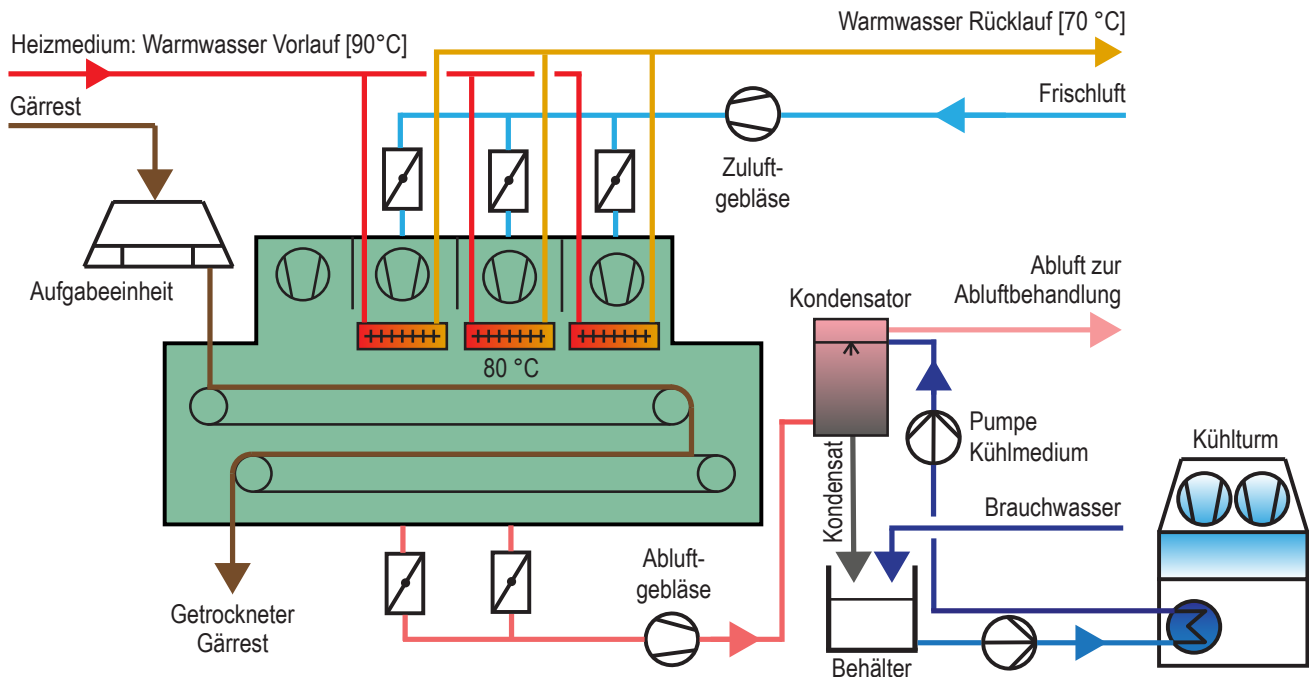 Warmwasser Rücklauf [70 °C]
Heizmedium: Warmwasser Vorlauf [90°C]
Gärrest
Frischluft
Zuluft-
gebläse
Aufgabeeinheit
Abluft zur
Abluftbehandlung
Kondensator
80 °C
Pumpe
Kühlmedium
Kühlturm
Kondensat
Brauchwasser
Abluft-
gebläse
Getrockneter
Gärrest
Behälter